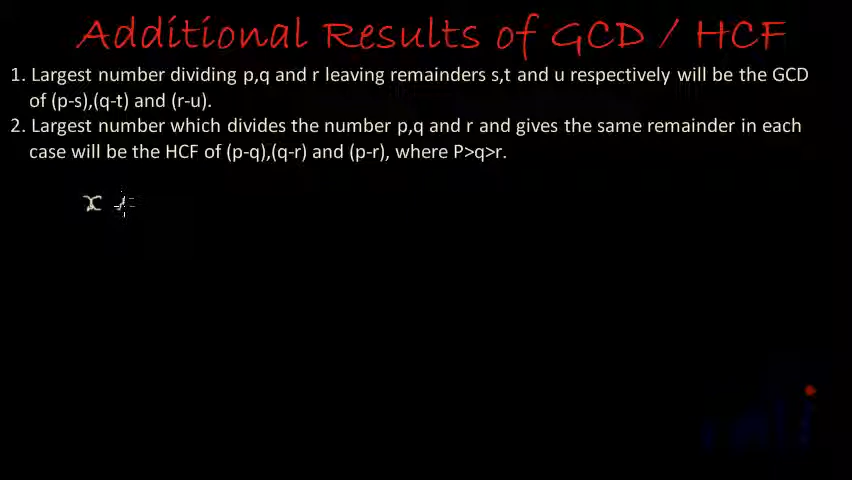 Additional Results of GCD / HCF
1. Largest number dividing p,q and r leaving remainders s,t and u respectively will be the GCD
of (p-s),(q-t) and (r-u).
2. Largest number which divides the number p,q and r and gives the same remainder in each
case will be the HCF of (p-q),(q-r) and (p-r), where P>q>r.
x